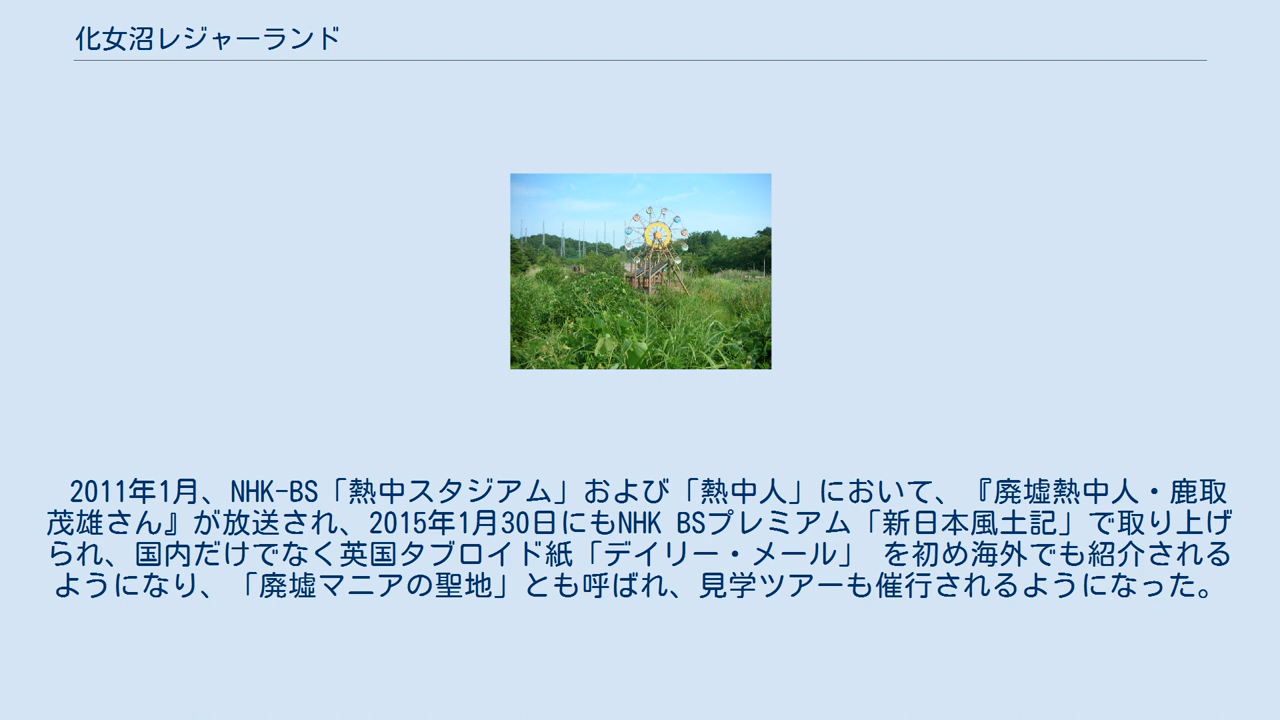 化女沼レジャーランド
2011年1月、NHK-BS「熱中スタジアム」および「熱中人」において、『廃墟熱中人・鹿取
茂雄さん』が放送され、2015年1月30日にもNHK BSプレミアム「新日本風土記」で取り上げ
られ、国内だけでなく英国タブロイド紙「デイリー・メール」 を初め海外でも紹介される
ようになり、「廃墟マニアの聖地」とも呼ばれ、見学ツアーも催行されるようになった。